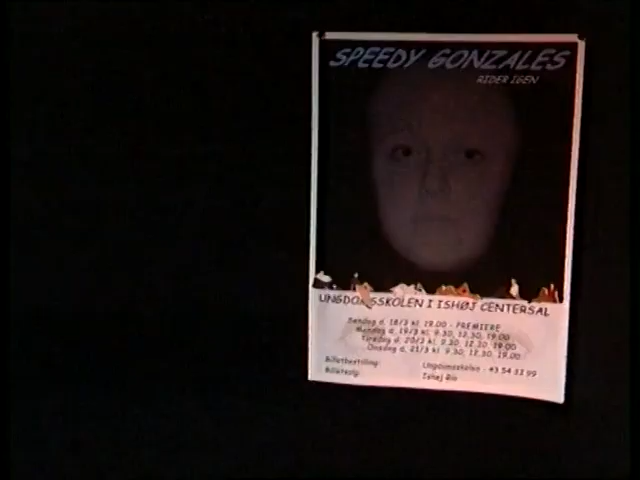 SPEEDY GONZALES
RIDER IGEN
UNGDOMSSKOLEN I ISHØJ CENTERSAL
Søndag d. 18/3 kl. 19.00 - PREMIERE
Mandag d. 19/3 kl. 9.30, 12.30, 19.00
Tirsdag d. 20/3 kl. 9.30, 12.30, 19.00
Onsdag d. 21/3 kl. 9.30, 12.30, 19.00
Billetbestilling: Ungdomsskolen - 43 54 33 99
Billetsalg: Ishøj Bio